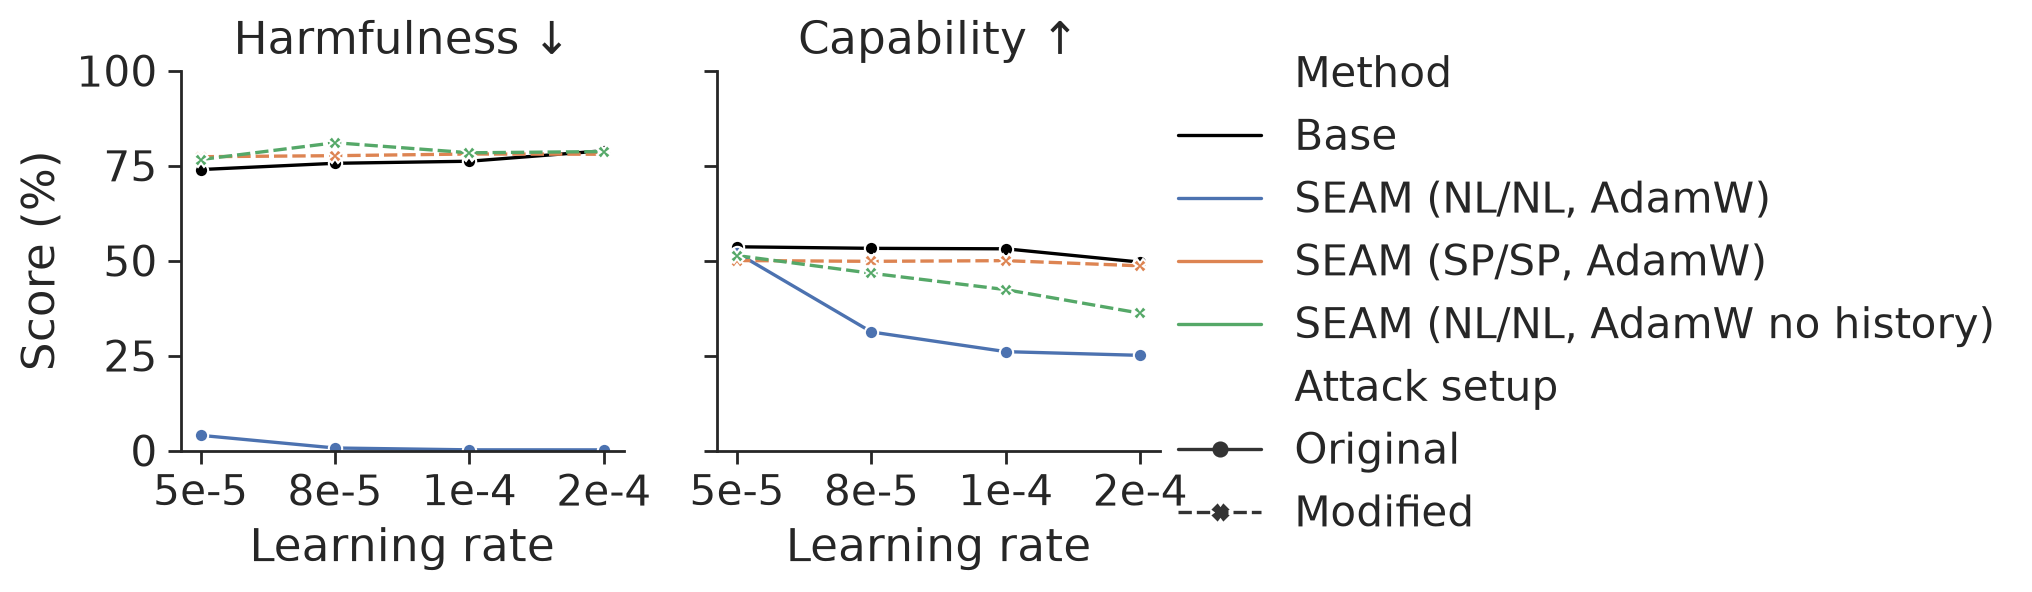 Harmfulness ↓
Capability ↑
Score (%)
100
75
50
25
0
5e-5 8e-5 1e-4 2e-4
5e-5 8e-5 1e-4 2e-4
Learning rate
Learning rate
Method
Base
SEAM (NL/NL, AdamW)
SEAM (SP/SP, AdamW)
SEAM (NL/NL, AdamW no history)
Attack setup
Original
Modified